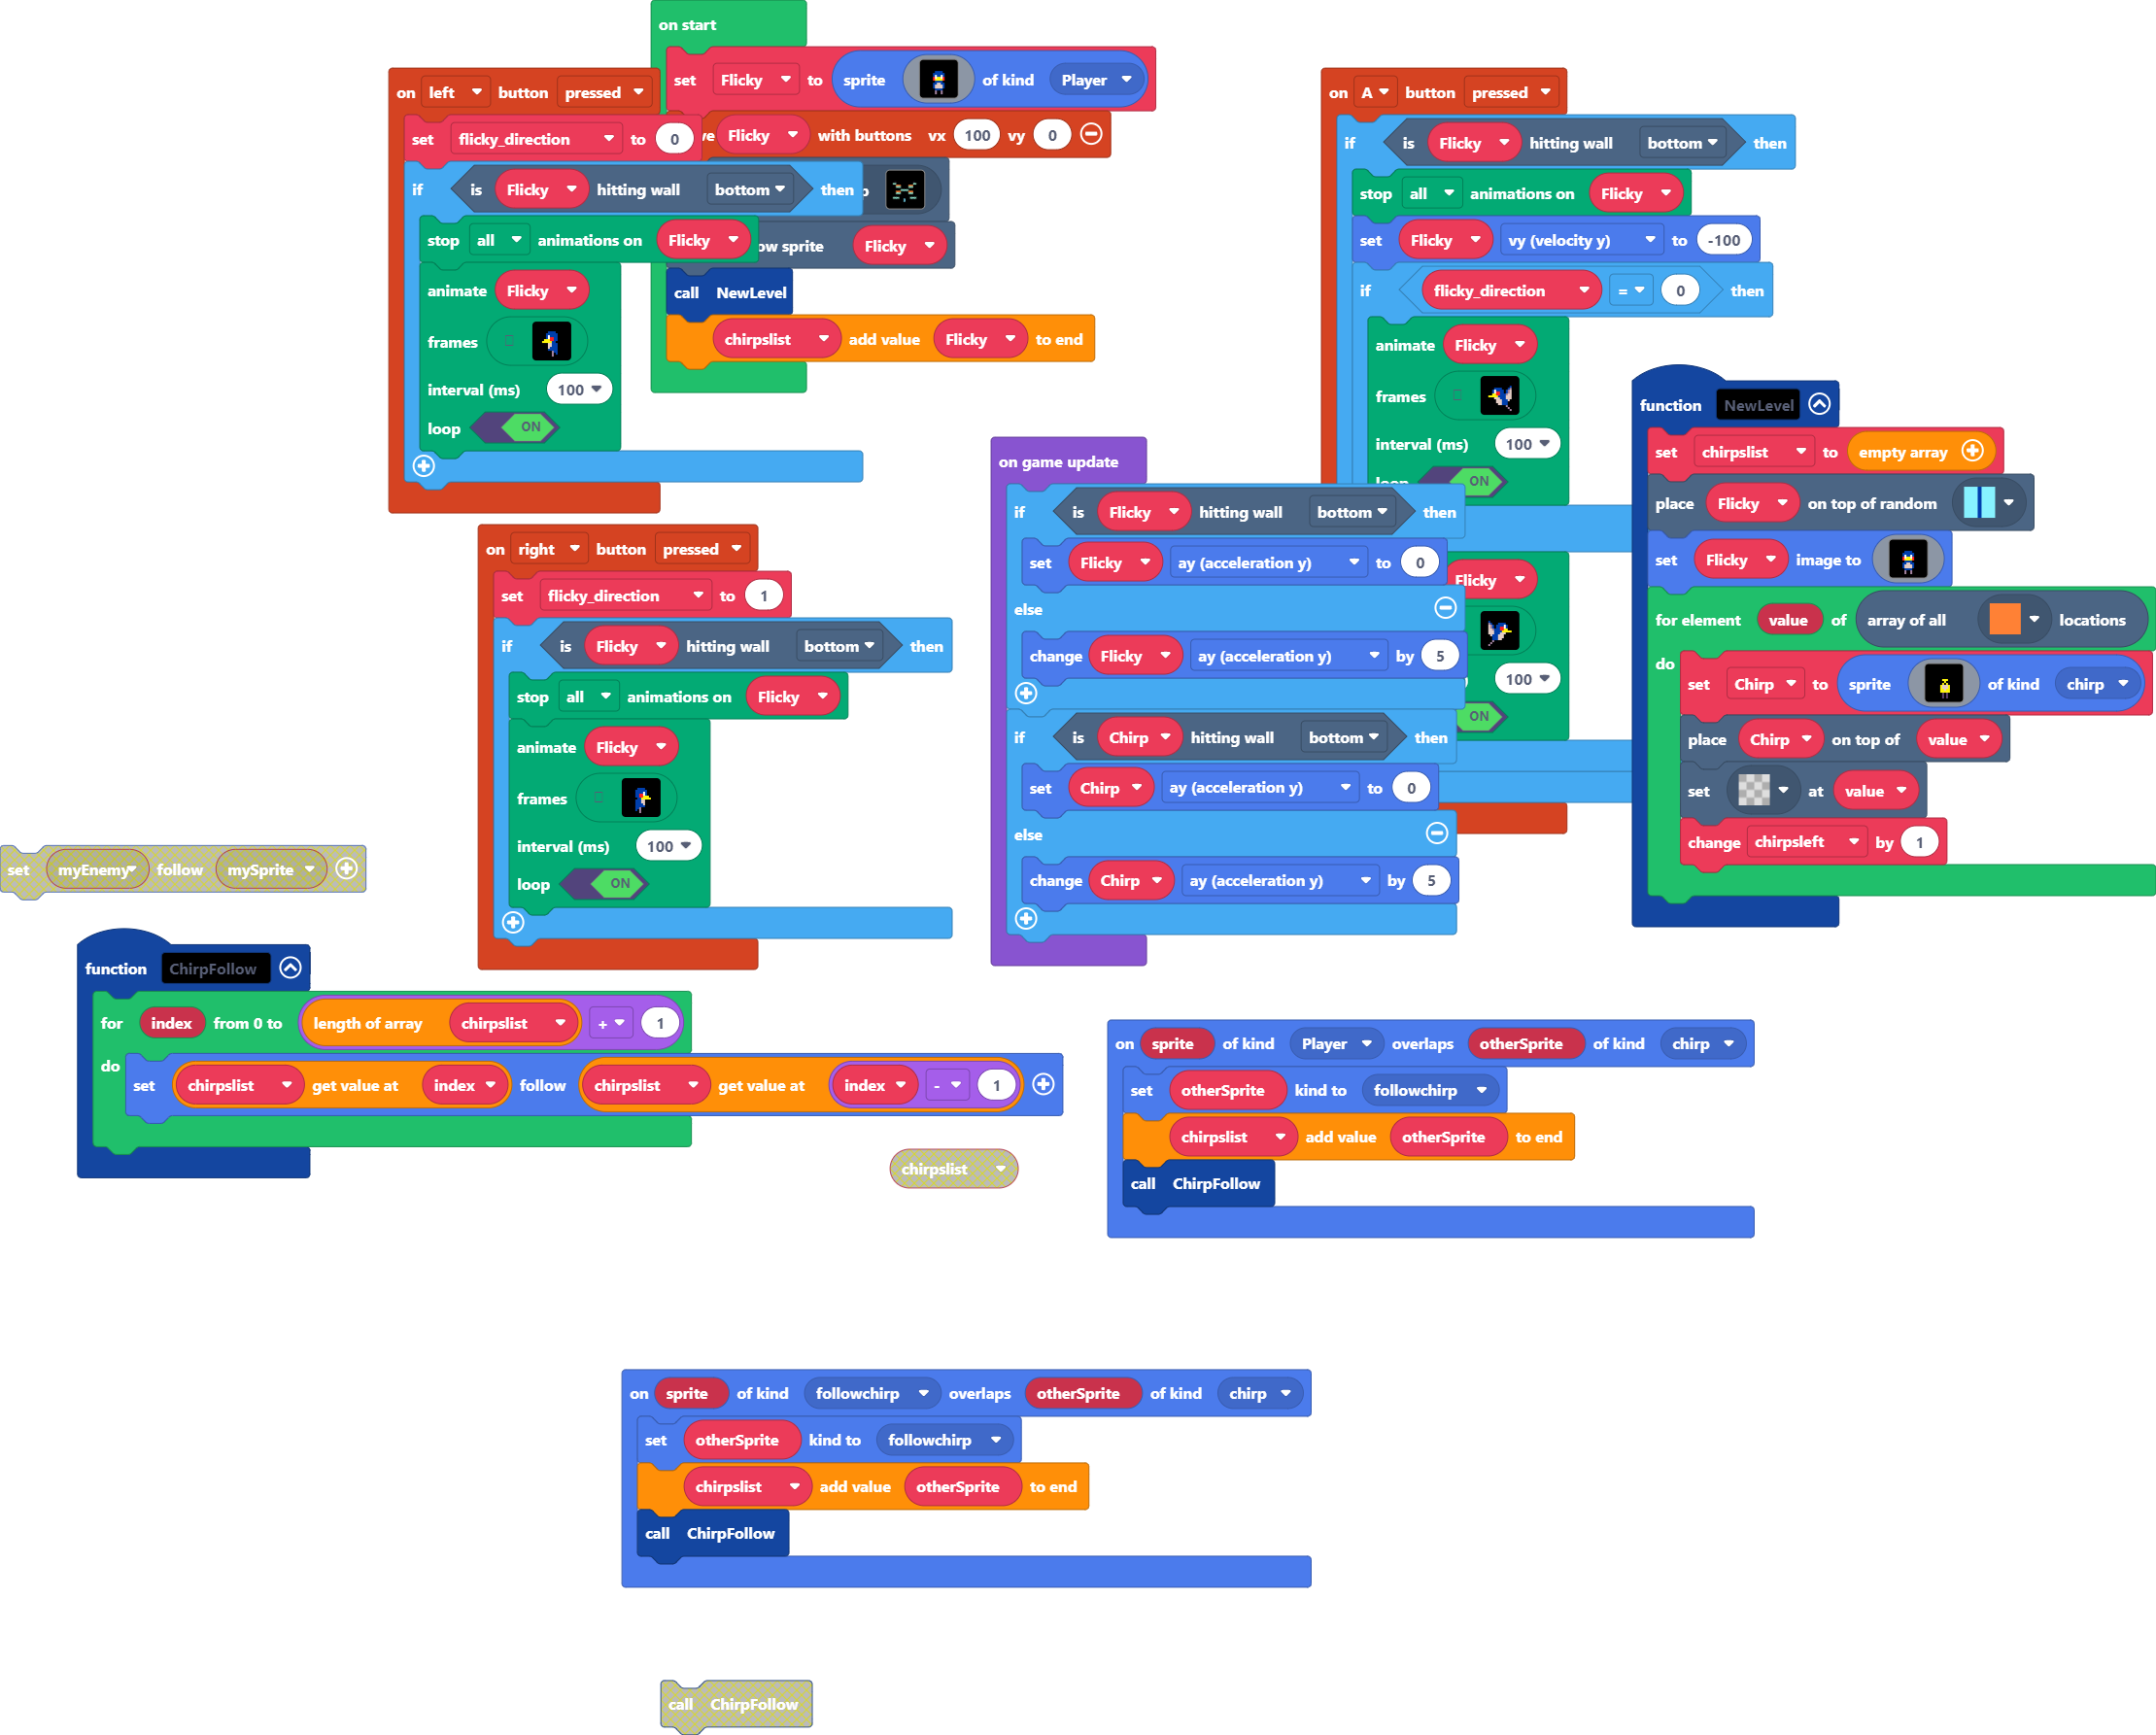 on start
set Flicky to sprite of kind Player
Flicky with buttons vx 100 vy 0
sprite Flicky
call NewLevel
chirpslist add value Flicky to end
on left button pressed
set flicky_direction to 0
if is Flicky hitting wall bottom then
stop all animations on Flicky
animate Flicky
frames
interval (ms) 100
loop ON
on right button pressed
set flicky_direction to 1
if is Flicky hitting wall bottom then
stop all animations on Flicky
animate Flicky
frames
interval (ms) 100
loop ON
on A button pressed
if is Flicky hitting wall bottom then
stop all animations on Flicky
set Flicky vy (velocity y) to -100
if flicky_direction = 0 then
animate Flicky
frames
interval (ms) 100
loop ON
Flicky
100
ON
on game update
if is Flicky hitting wall bottom then
set Flicky ay (acceleration y) to 0
else
change Flicky ay (acceleration y) by 5
if is Chirp hitting wall bottom then
set Chirp ay (acceleration y) to 0
else
change Chirp ay (acceleration y) by 5
function NewLevel
set chirpslist to empty array
place Flicky on top of random
set Flicky image to
for element value of array of all locations
do
set Chirp to sprite of kind chirp
place Chirp on top of value
set at value
change chirpsleft by 1
set myEnemy follow mySprite
function ChirpFollow
for index from 0 to length of array chirpslist + 1
do
set chirpslist get value at index follow chirpslist get value at index - 1
chirpslist
on sprite of kind Player overlaps otherSprite of kind chirp
set otherSprite kind to followchirp
chirpslist add value otherSprite to end
call ChirpFollow
on sprite of kind followchirp overlaps otherSprite of kind chirp
set otherSprite kind to followchirp
chirpslist add value otherSprite to end
call ChirpFollow
call ChirpFollow